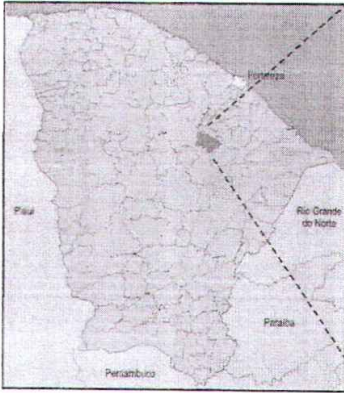 Fortaleza
Piauí
Rio Grande
do Norte
Paraíba
Pernambuco